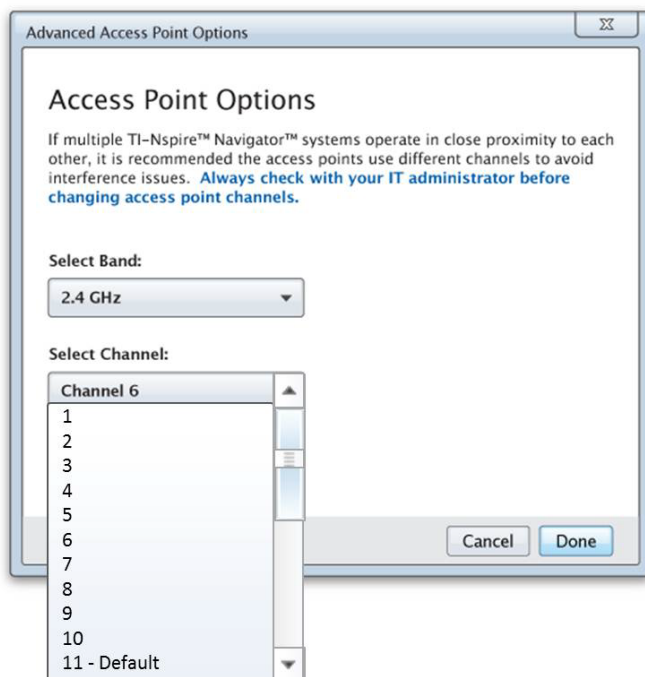 Advanced Access Point Options
Access Point Options
If multiple TI-Nspire™ Navigator™ systems operate in close proximity to each
other, it is recommended the access points use different channels to avoid
interference issues. Always check with your IT administrator before
changing access point channels.
Select Band:
2.4 GHz
Select Channel:
Channel 6
1
2
3
4
5
6
7
8
9
10
11 - Default
Cancel Done